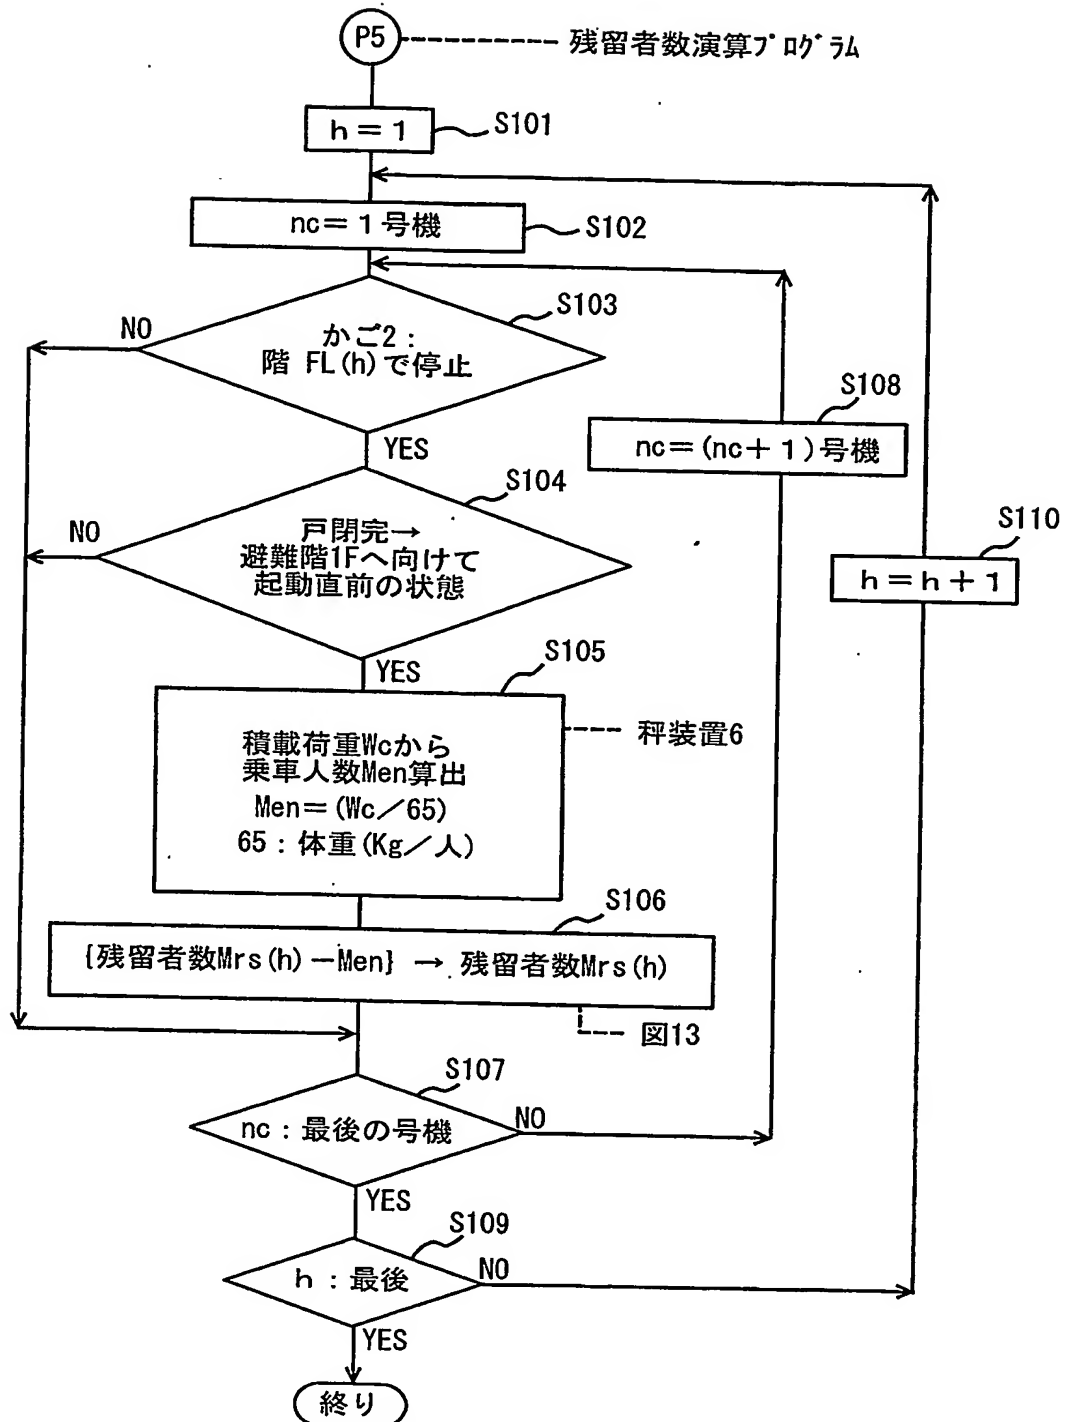 P5
残留者数演算プログラム
h=1
S101
nc=1号機
S102
S103
NO
かご2:
階 FL(h)で停止
YES
S108
nc=(nc+1)号機
S104
NO
戸閉完→
避難階1Fへ向けて
起動直前の状態
YES
S110
h=h+1
S105
積載荷重Wcから
乗車人数Men算出
Men=(Wc/65)
65:体重(Kg/人)
秤装置6
S106
{残留者数Mrs(h)-Men} → 残留者数Mrs(h)
図13
S107
nc:最後の号機
NO
YES
S109
h:最後
NO
YES
終り